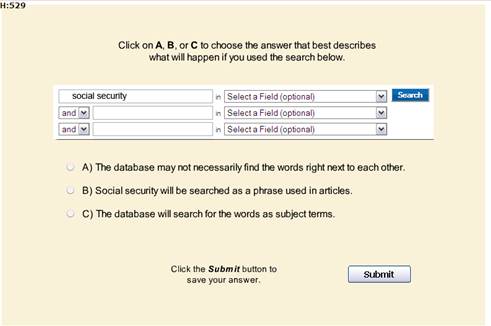 H:529
Click on A, B, or C to choose the answer that best describes
what will happen if you used the search below.
social security in Select a Field (optional) Search
and in Select a Field (optional)
and in Select a Field (optional)
A) The database may not necessarily find the words right next to each other.
B) Social security will be searched as a phrase used in articles.
C) The database will search for the words as subject terms.
Click the Submit button to
save your answer.
Submit